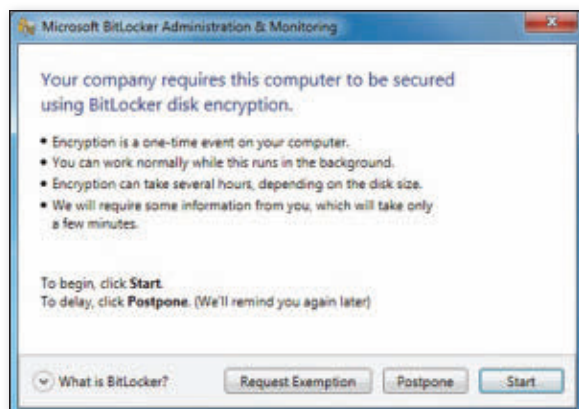 Microsoft BitLocker Administration & Monitoring
Your company requires this computer to be secured
using BitLocker disk encryption.
• Encryption is a one-time event on your computer.
• You can work normally while this runs in the background.
• Encryption can take several hours, depending on the disk size.
• We will require some information from you, which will take only
a few minutes.
To begin, click Start.
To delay, click Postpone. (We'll remind you again later)
What is BitLocker? Request Exemption Postpone Start